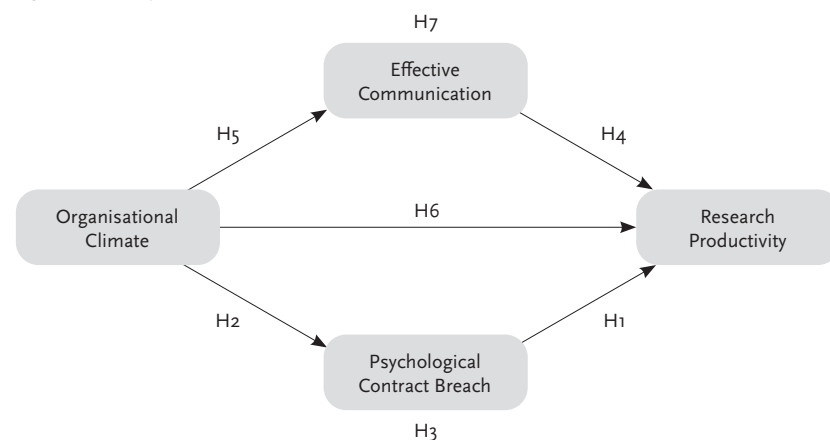 H7
Effective
Communication
H5
H4
Organisational
Climate
H6
Research
Productivity
H2
H1
Psychological
Contract Breach
H3